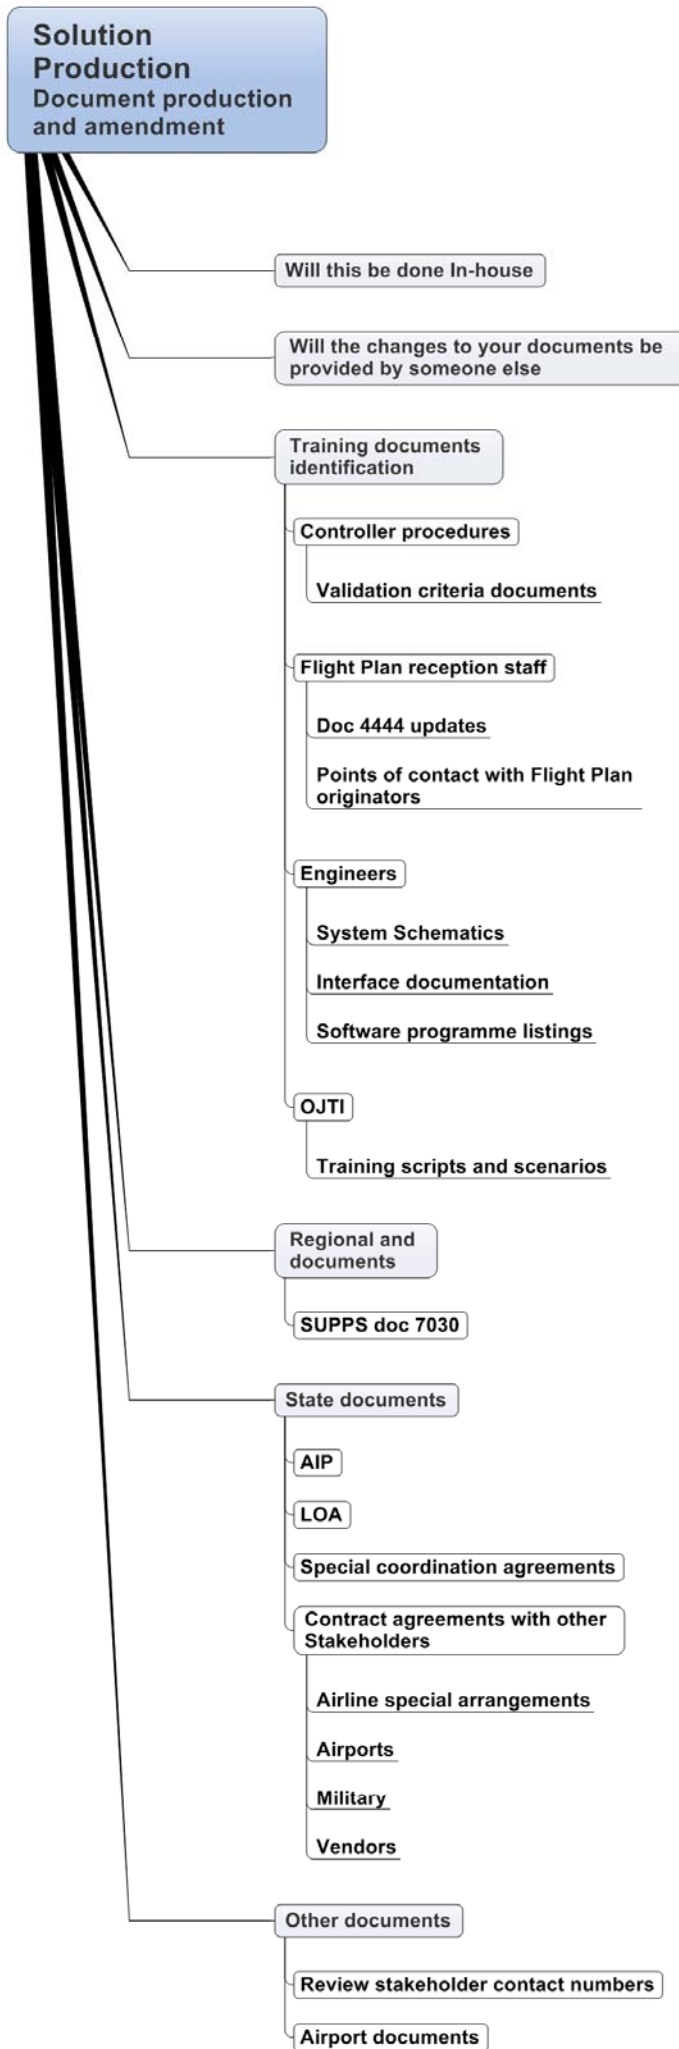 Solution
Production
Document production
and amendment
Will this be done In-house
Will the changes to your documents be
provided by someone else
Training documents
identification
Controller procedures
Validation criteria documents
Flight Plan reception staff
Doc 4444 updates
Points of contact with Flight Plan
originators
Engineers
System Schematics
Interface documentation
Software programme listings
OJTI
Training scripts and scenarios
Regional and
documents
SUPPS doc 7030
State documents
AIP
LOA
Special coordination agreements
Contract agreements with other
Stakeholders
Airline special arrangements
Airports
Military
Vendors
Other documents
Review stakeholder contact numbers
Airport documents